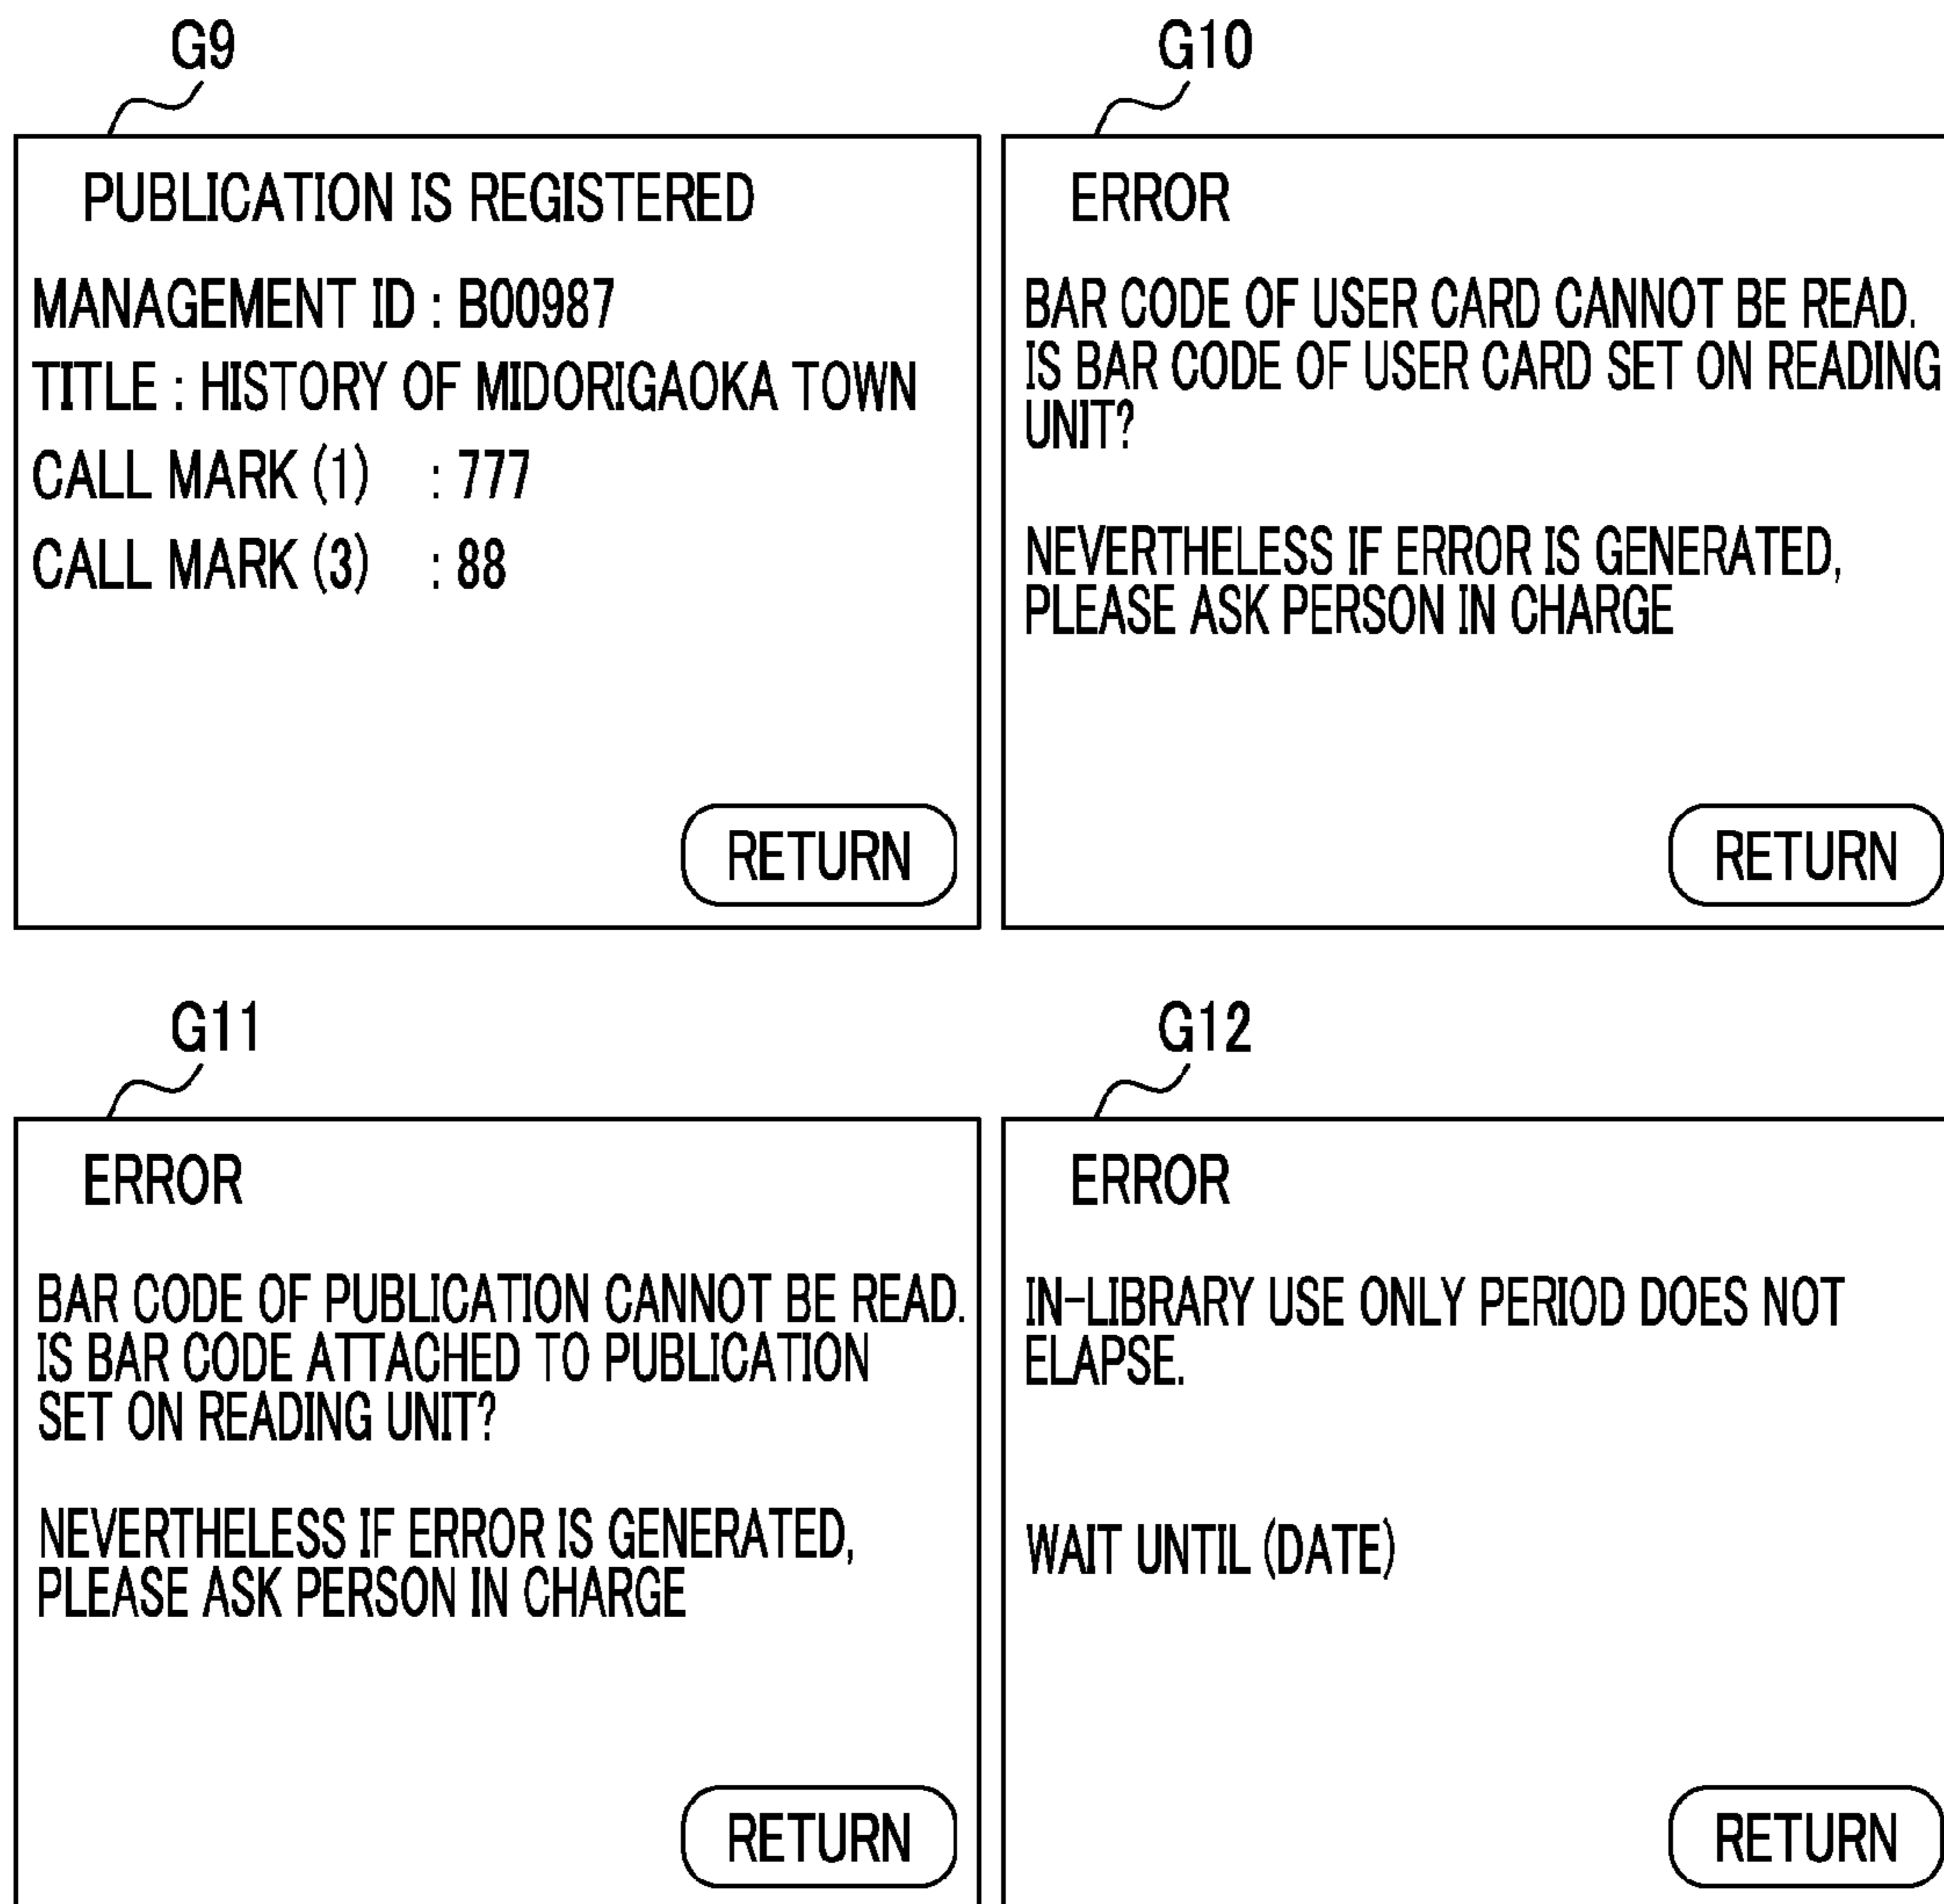 G9
PUBLICATION IS REGISTERED
MANAGEMENT ID : B00987
TITLE : HISTORY OF MIDORIGAOKA TOWN
CALL MARK (1) : 777
CALL MARK (3) : 88
RETURN
G10
ERROR
BAR CODE OF USER CARD CANNOT BE READ.
IS BAR CODE OF USER CARD SET ON READING
UNIT?
NEVERTHELESS IF ERROR IS GENERATED,
PLEASE ASK PERSON IN CHARGE
RETURN
G11
ERROR
BAR CODE OF PUBLICATION CANNOT BE READ.
IS BAR CODE ATTACHED TO PUBLICATION
SET ON READING UNIT?
NEVERTHELESS IF ERROR IS GENERATED,
PLEASE ASK PERSON IN CHARGE
RETURN
G12
ERROR
IN-LIBRARY USE ONLY PERIOD DOES NOT
ELAPSE.
WAIT UNTIL (DATE)
RETURN